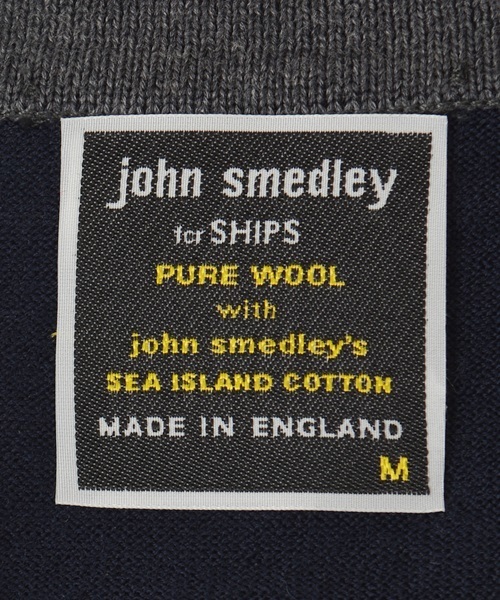 john smedley
for SHIPS
PURE WOOL
with
john smedley's
SEA ISLAND COTTON
MADE IN ENGLAND
M